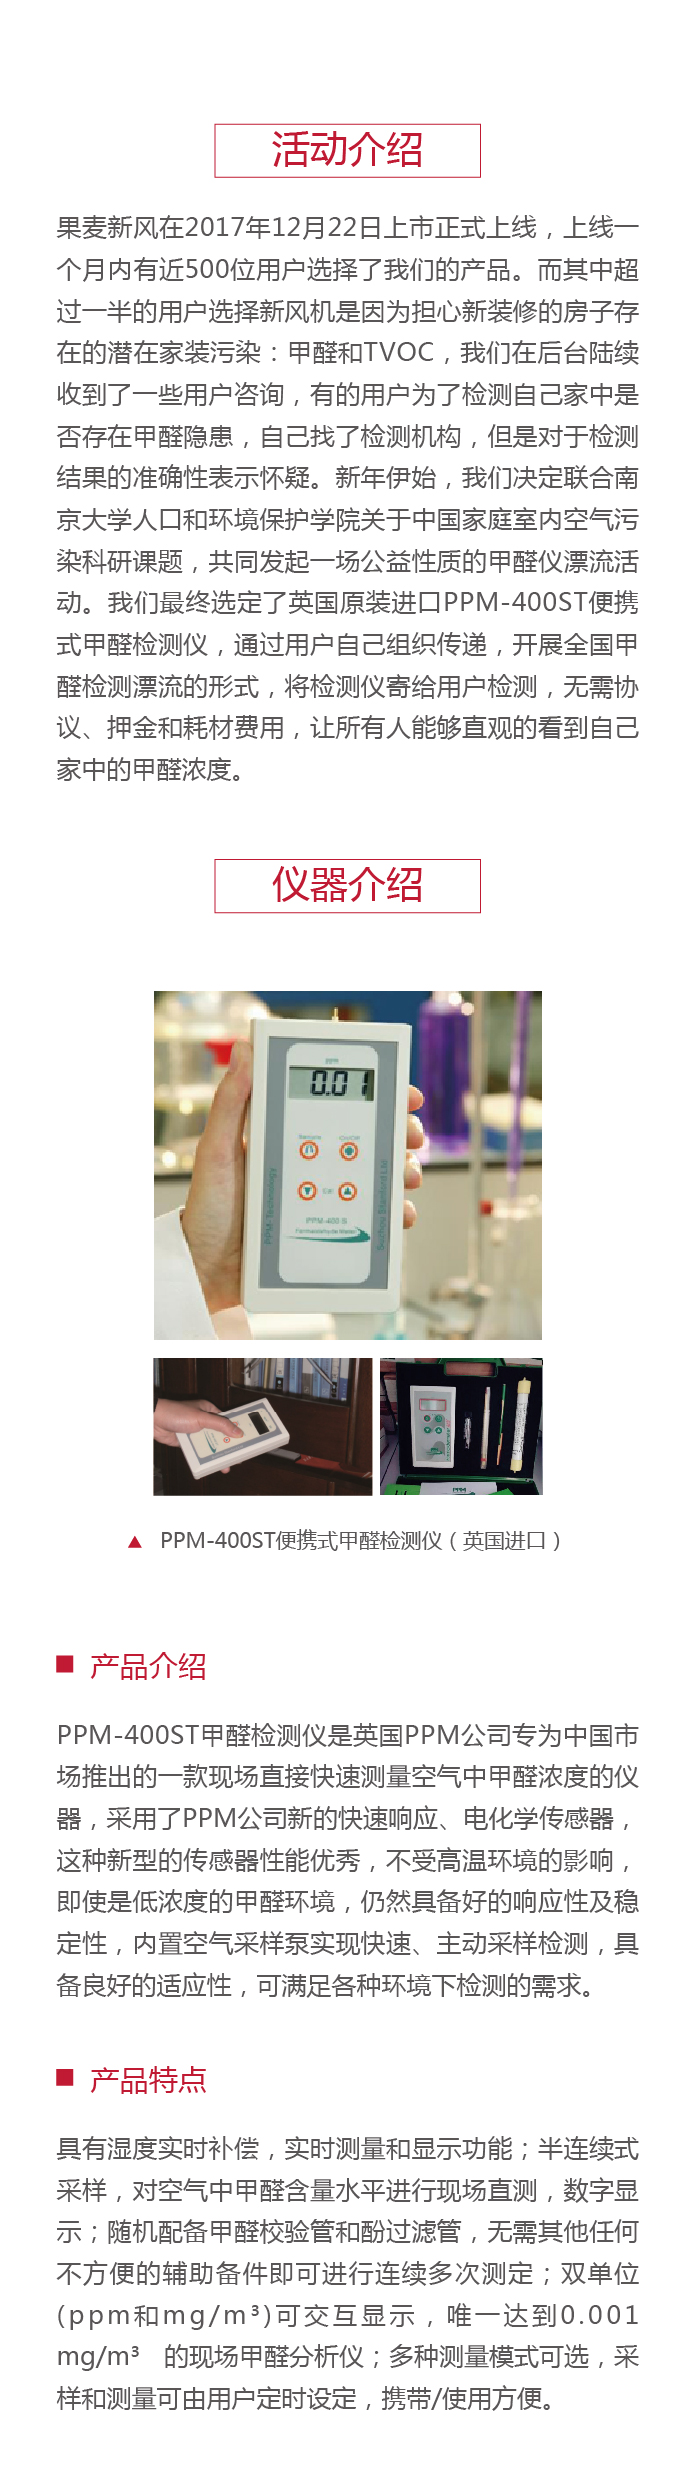 活动介绍
果麦新风在2017年12月22日上市正式上线，上线一
个月内有近500位用户选择了我们的产品。而其中超
过一半的用户选择新风机是因为担心新装修的房子存
在的潜在家装污染：甲醛和TVOC，我们在后台陆续
收到了一些用户咨询，有的用户为了检测自己家中是
否存在甲醛隐患，自己找了检测机构，但是对于检测
结果的准确性表示怀疑。新年伊始，我们决定联合南
京大学人口和环境保护学院关于中国家庭室内空气污
染科研课题，共同发起一场公益性质的甲醛仪漂流活
动。我们最终选定了英国原装进口PPM-400ST便携
式甲醛检测仪，通过用户自己组织传递，开展全国甲
醛检测漂流的形式，将检测仪寄给用户检测，无需协
议、押金和耗材费用，让所有人能够直观的看到自己
家中的甲醛浓度。
仪器介绍
ppm
0.01
Sample On/Off
Cal
PPM-400 S
Formaldehyde Meter
PPM-Technology
Suzhou Stanford Ltd
PPM
▲ PPM-400ST便携式甲醛检测仪（英国进口）
■ 产品介绍
PPM-400ST甲醛检测仪是英国PPM公司专为中国市
场推出的一款现场直接快速测量空气中甲醛浓度的仪
器，采用了PPM公司新的快速响应、电化学传感器，
这种新型的传感器性能优秀，不受高温环境的影响，
即使是低浓度的甲醛环境，仍然具备好的响应性及稳
定性，内置空气采样泵实现快速、主动采样检测，具
备良好的适应性，可满足各种环境下检测的需求。
■ 产品特点
具有湿度实时补偿，实时测量和显示功能；半连续式
采样，对空气中甲醛含量水平进行现场直测，数字显
示；随机配备甲醛校验管和酚过滤管，无需其他任何
不方便的辅助备件即可进行连续多次测定；双单位
(ppm和mg/m³)可交互显示，唯一达到0.001
mg/m³ 的现场甲醛分析仪；多种测量模式可选，采
样和测量可由用户定时设定，携带/使用方便。